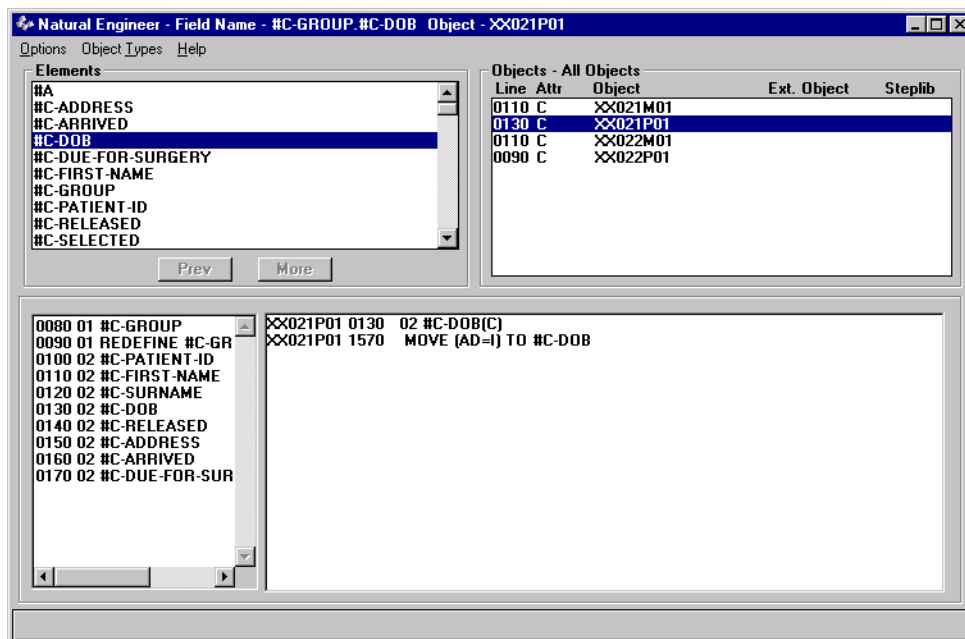 Natural Engineer - Field Name - #C-GROUP.#C-DOB Object - XX021P01
Options Object Types Help
Elements
#A
#C-ADDRESS
#C-ARRIVED
#C-DOB
#C-DUE-FOR-SURGERY
#C-FIRST-NAME
#C-GROUP
#C-PATIENT-ID
#C-RELEASED
#C-SELECTED
Prev More
Objects - All Objects
Line Attr Object Ext. Object Steplib
0110 C XX021M01
0130 C XX021P01
0110 C XX022M01
0090 C XX022P01
0080 01 #C-GROUP
0090 01 REDEFINE #C-GR
0100 02 #C-PATIENT-ID
0110 02 #C-FIRST-NAME
0120 02 #C-SURNAME
0130 02 #C-DOB
0140 02 #C-RELEASED
0150 02 #C-ADDRESS
0160 02 #C-ARRIVED
0170 02 #C-DUE-FOR-SUR
XX021P01 0130 02 #C-DOB(C)
XX021P01 1570 MOVE (AD=I) TO #C-DOB